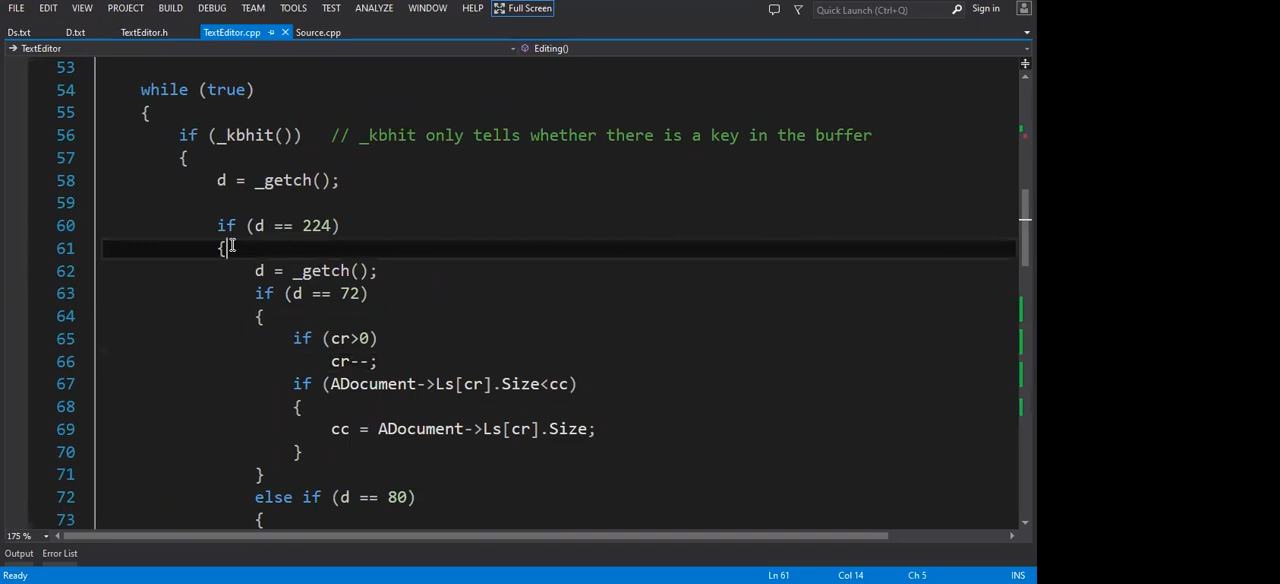 FILE EDIT VIEW PROJECT BUILD DEBUG TEAM TOOLS TEST ANALYZE WINDOW HELP Full Screen Quick Launch (Ctrl+Q) Sign in
Ds.txt D.txt TextEditor.h TextEditor.cpp Source.cpp
TextEditor Editing()
53
54 while (true)
55 {
56 if (_kbhit()) // _kbhit only tells whether there is a key in the buffer
57 {
58 d = _getch();
59
60 if (d == 224)
61 {
62 d = _getch();
63 if (d == 72)
64 {
65 if (cr>0)
66 cr--;
67 if (ADocument->Ls[cr].Size<cc)
68 {
69 cc = ADocument->Ls[cr].Size;
70 }
71 }
72 else if (d == 80)
73 {
175 %
Output Error List
Ready Ln 61 Col 14 Ch 5 INS